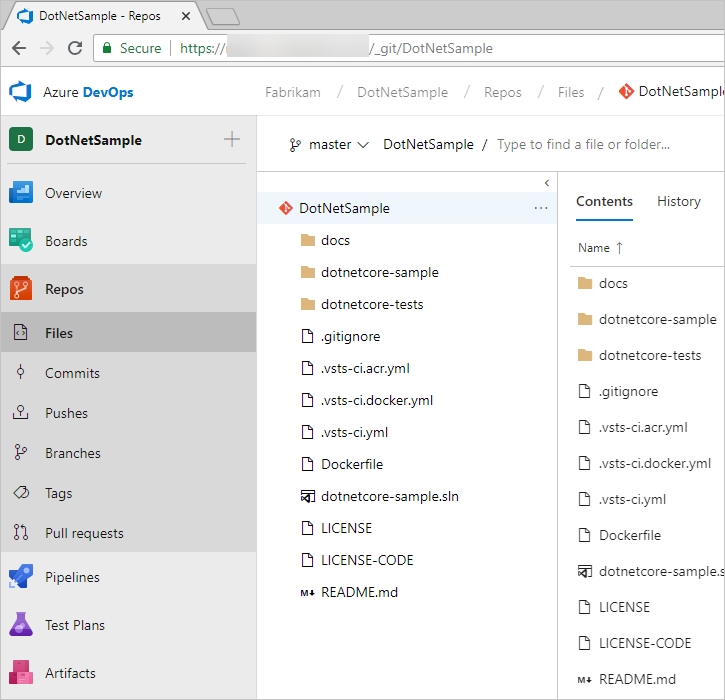 DotNetSample - Repos
Secure https:// /_git/DotNetSample
Azure DevOps
Fabrikam / DotNetSample / Repos / Files /
D DotNetSample
Overview
Boards
Repos
Files
Commits
Pushes
Branches
Tags
Pull requests
Pipelines
Test Plans
Artifacts
master DotNetSample / Type to find a file or folder...
DotNetSample ...
docs
dotnetcore-sample
dotnetcore-tests
.gitignore
.vsts-ci.acr.yml
.vsts-ci.docker.yml
.vsts-ci.yml
Dockerfile
dotnetcore-sample.sln
LICENSE
LICENSE-CODE
M↓ README.md
Contents History
Name ↑
docs
dotnetcore-sample
dotnetcore-tests
.gitignore
.vsts-ci.acr.yml
.vsts-ci.docker.yml
.vsts-ci.yml
Dockerfile
dotnetcore-sample.s
LICENSE
LICENSE-CODE
M↓ README.md